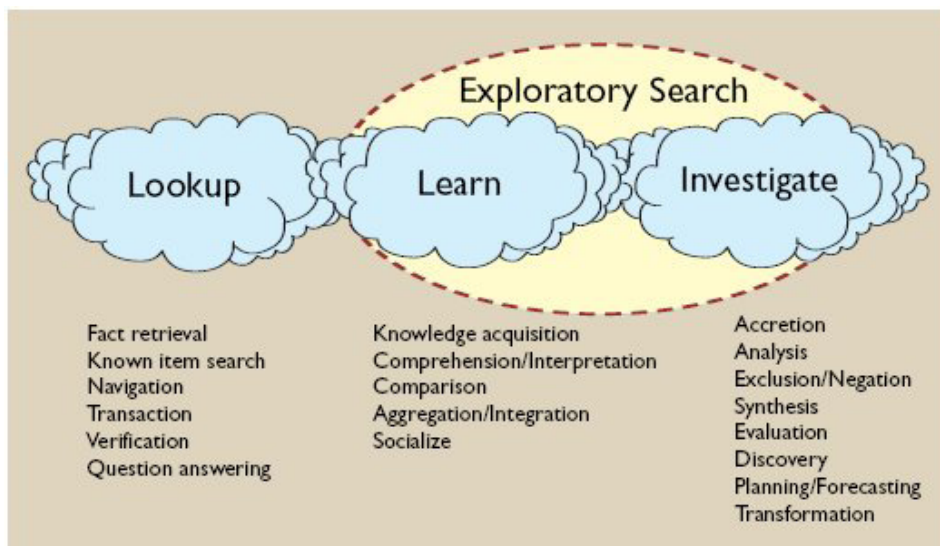 Exploratory Search
Lookup
Learn
Investigate
Fact retrieval
Known item search
Navigation
Transaction
Verification
Question answering
Knowledge acquisition
Comprehension/Interpretation
Comparison
Aggregation/Integration
Socialize
Accretion
Analysis
Exclusion/Negation
Synthesis
Evaluation
Discovery
Planning/Forecasting
Transformation